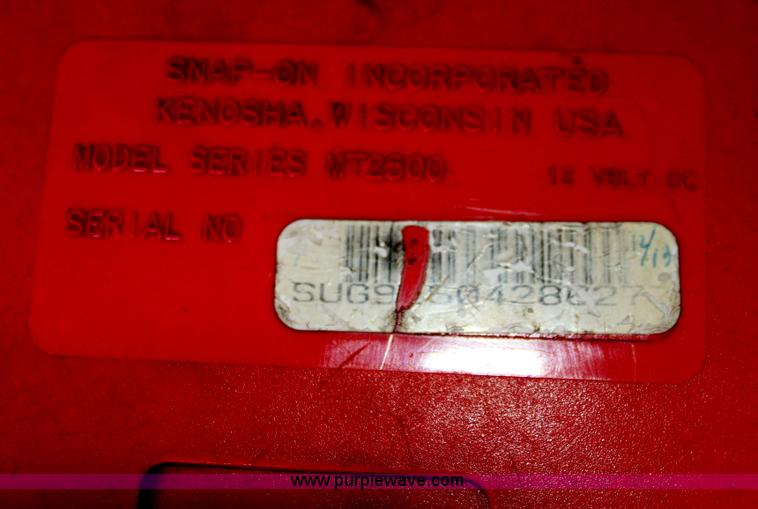 SNAP-ON INCORPORATED
KENOSHA, WISCONSIN USA
MODEL SERIES MT2500 12 VOLT DC
SERIAL NO
www.purplewave.com